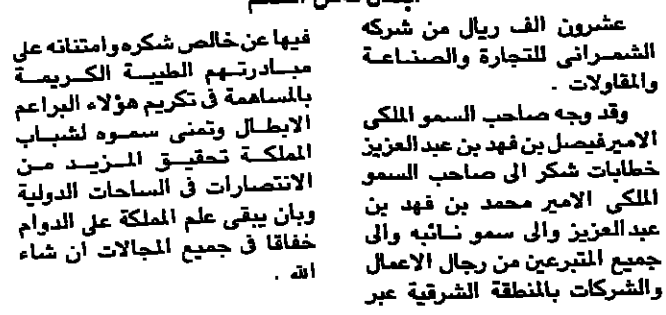 عشرون الف ريال من شركه
الشمرانى للتجارة والصناعة
والمقاولات .
وقد وجه صاحب السمو الملكى
الاميرفيصل بن فهد بن عبد العزيز
خطابات شكر الى صاحب السمو
الملكى الامير محمد بن فهد بن
عبدالعزيز والى سمو نائبه والى
جميع المتبرعين من رجال الاعمال
والشركات بالمنطقة الشرقية عبر
فيها عن خالص شكره وامتنانه على
مبادرتهم الطيبة الكريمة
بالمساهمة فى تكريم هؤلاء البراعم
الابطال وتمنى سموه لشباب
المملكة تحقيق المزيد من
الانتصارات فى الساحات الدولية
وبان يبقى علم المملكة على الدوام
خفاقا فى جميع المجالات ان شاء
الله .